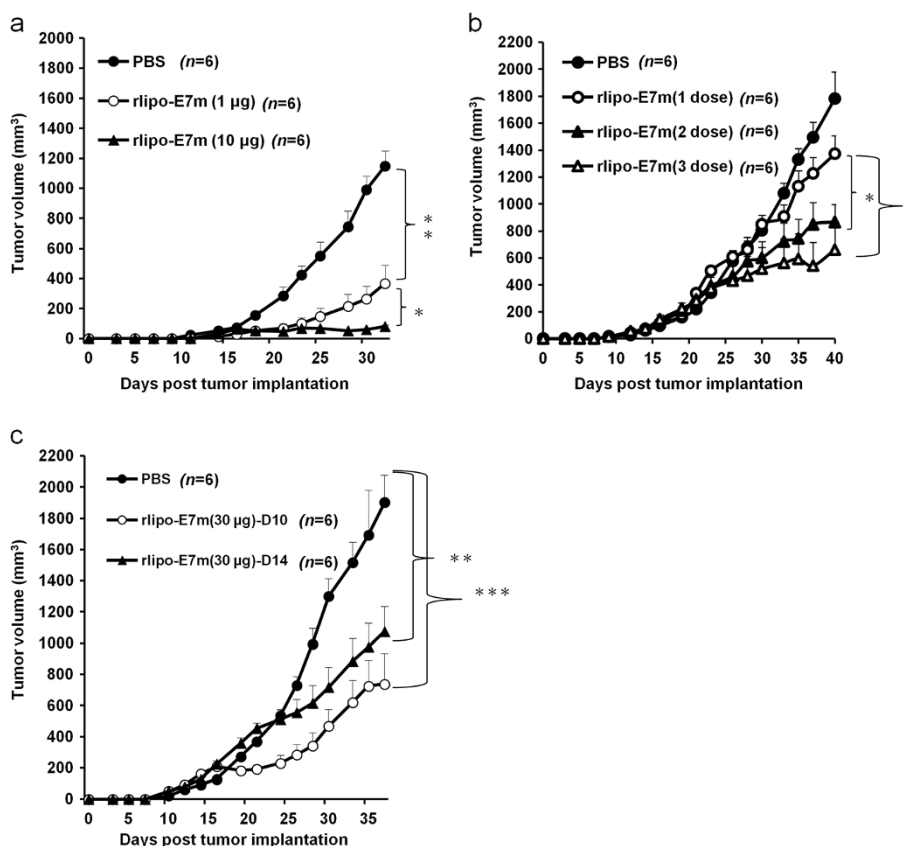 a
2000
1800
1600
1400
1200
1000
800
600
400
200
0
Tumor volume (mm³)
PBS (n=6)
rlipo-E7m (1 µg) (n=6)
rlipo-E7m (10 µg) (n=6)
* *
*
0 5 10 15 20 25 30
Days post tumor implantation
b
2200
2000
1800
1600
1400
1200
1000
800
600
400
200
0
Tumor volume (mm³)
PBS (n=6)
rlipo-E7m(1 dose) (n=6)
rlipo-E7m(2 dose) (n=6)
rlipo-E7m(3 dose) (n=6)
*
0 5 10 15 20 25 30 35 40
Days post tumor implantation
c
2200
2000
1800
1600
1400
1200
1000
800
600
400
200
0
Tumor volume (mm³)
PBS (n=6)
rlipo-E7m(30 µg)-D10 (n=6)
rlipo-E7m(30 µg)-D14 (n=6)
**
***
0 5 10 15 20 25 30 35
Days post tumor implantation